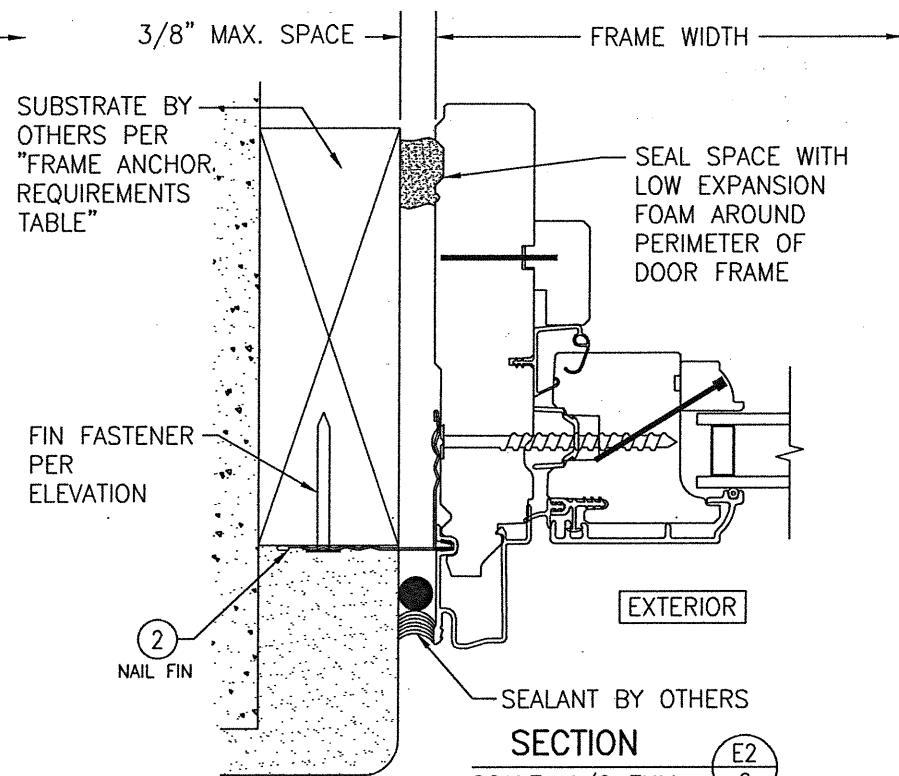 3/8" MAX. SPACE
FRAME WIDTH
SUBSTRATE BY
OTHERS PER
"FRAME ANCHOR
REQUIREMENTS
TABLE"
SEAL SPACE WITH
LOW EXPANSION
FOAM AROUND
PERIMETER OF
DOOR FRAME
FIN FASTENER
PER
ELEVATION
EXTERIOR
2
NAIL FIN
SEALANT BY OTHERS
SECTION
E2